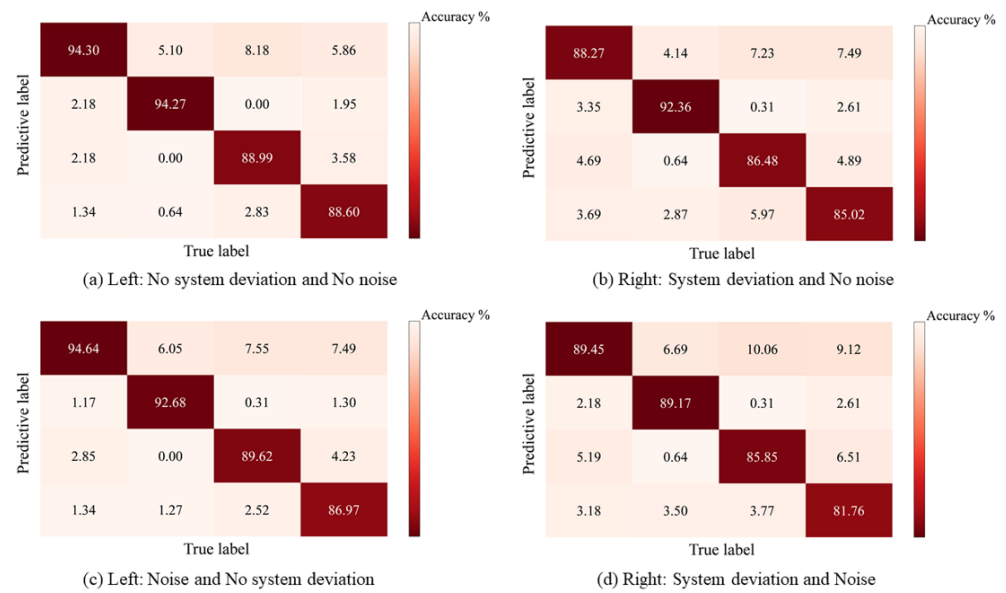 Accuracy %
94.30 5.10 8.18 5.86
2.18 94.27 0.00 1.95
2.18 0.00 88.99 3.58
1.34 0.64 2.83 88.60
Predictive label
True label
(a) Left: No system deviation and No noise
Accuracy %
88.27 4.14 7.23 7.49
3.35 92.36 0.31 2.61
4.69 0.64 86.48 4.89
3.69 2.87 5.97 85.02
Predictive label
True label
(b) Right: System deviation and No noise
Accuracy %
94.64 6.05 7.55 7.49
1.17 92.68 0.31 1.30
2.85 0.00 89.62 4.23
1.34 1.27 2.52 86.97
Predictive label
True label
(c) Left: Noise and No system deviation
Accuracy %
89.45 6.69 10.06 9.12
2.18 89.17 0.31 2.61
5.19 0.64 85.85 6.51
3.18 3.50 3.77 81.76
Predictive label
True label
(d) Right: System deviation and Noise